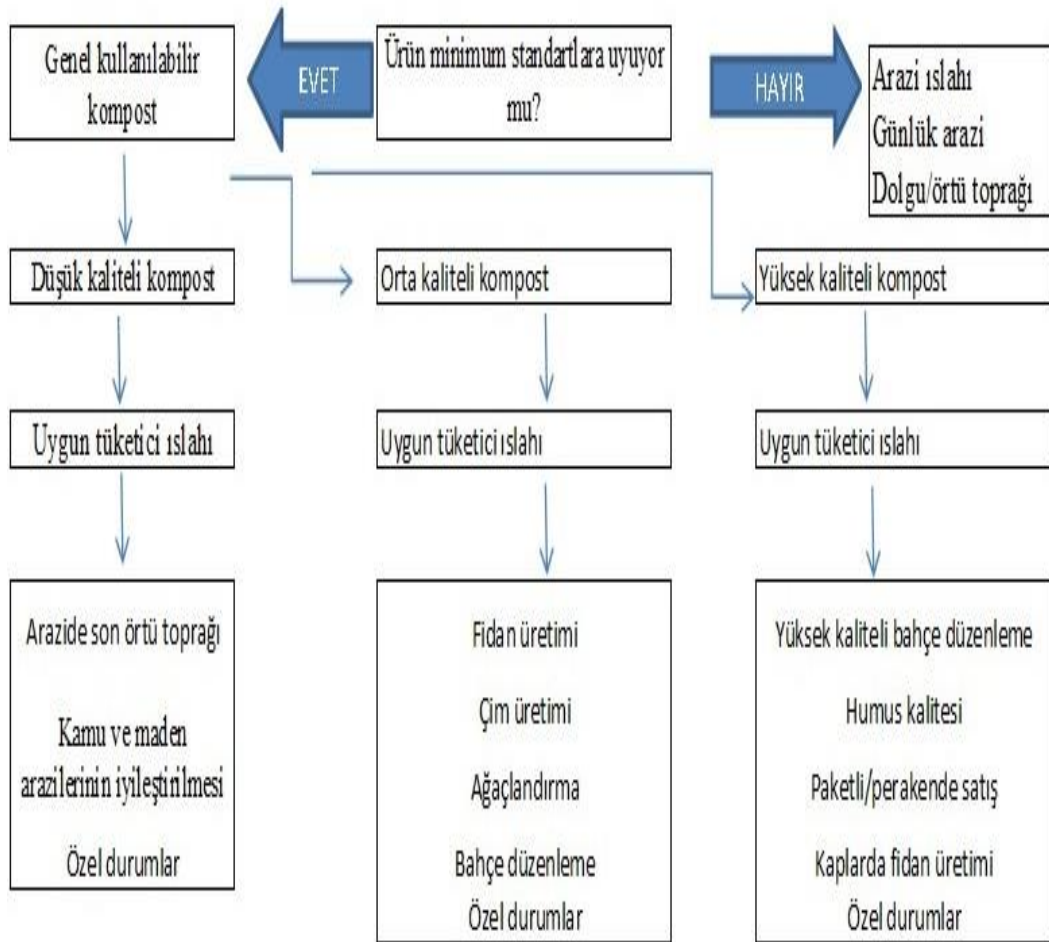 Genel kullanılabilir
kompost
EVET
Ürün minimum standartlara uyuyor
mu?
HAYIR
Arazi ıslahı
Günlük arazi
Dolgu/örtü toprağı
Düşük kaliteli kompost
Orta kaliteli kompost
Yüksek kaliteli kompost
Uygun tüketici ıslahı
Uygun tüketici ıslahı
Uygun tüketici ıslahı
Arazide son örtü toprağı
Kamu ve maden
arazilerinin iyileştirilmesi
Özel durumlar
Fidan üretimi
Çim üretimi
Ağaçlandırma
Bahçe düzenleme
Özel durumlar
Yüksek kaliteli bahçe düzenleme
Humus kalitesi
Paketli/perakende satış
Kaplarda fidan üretimi
Özel durumlar